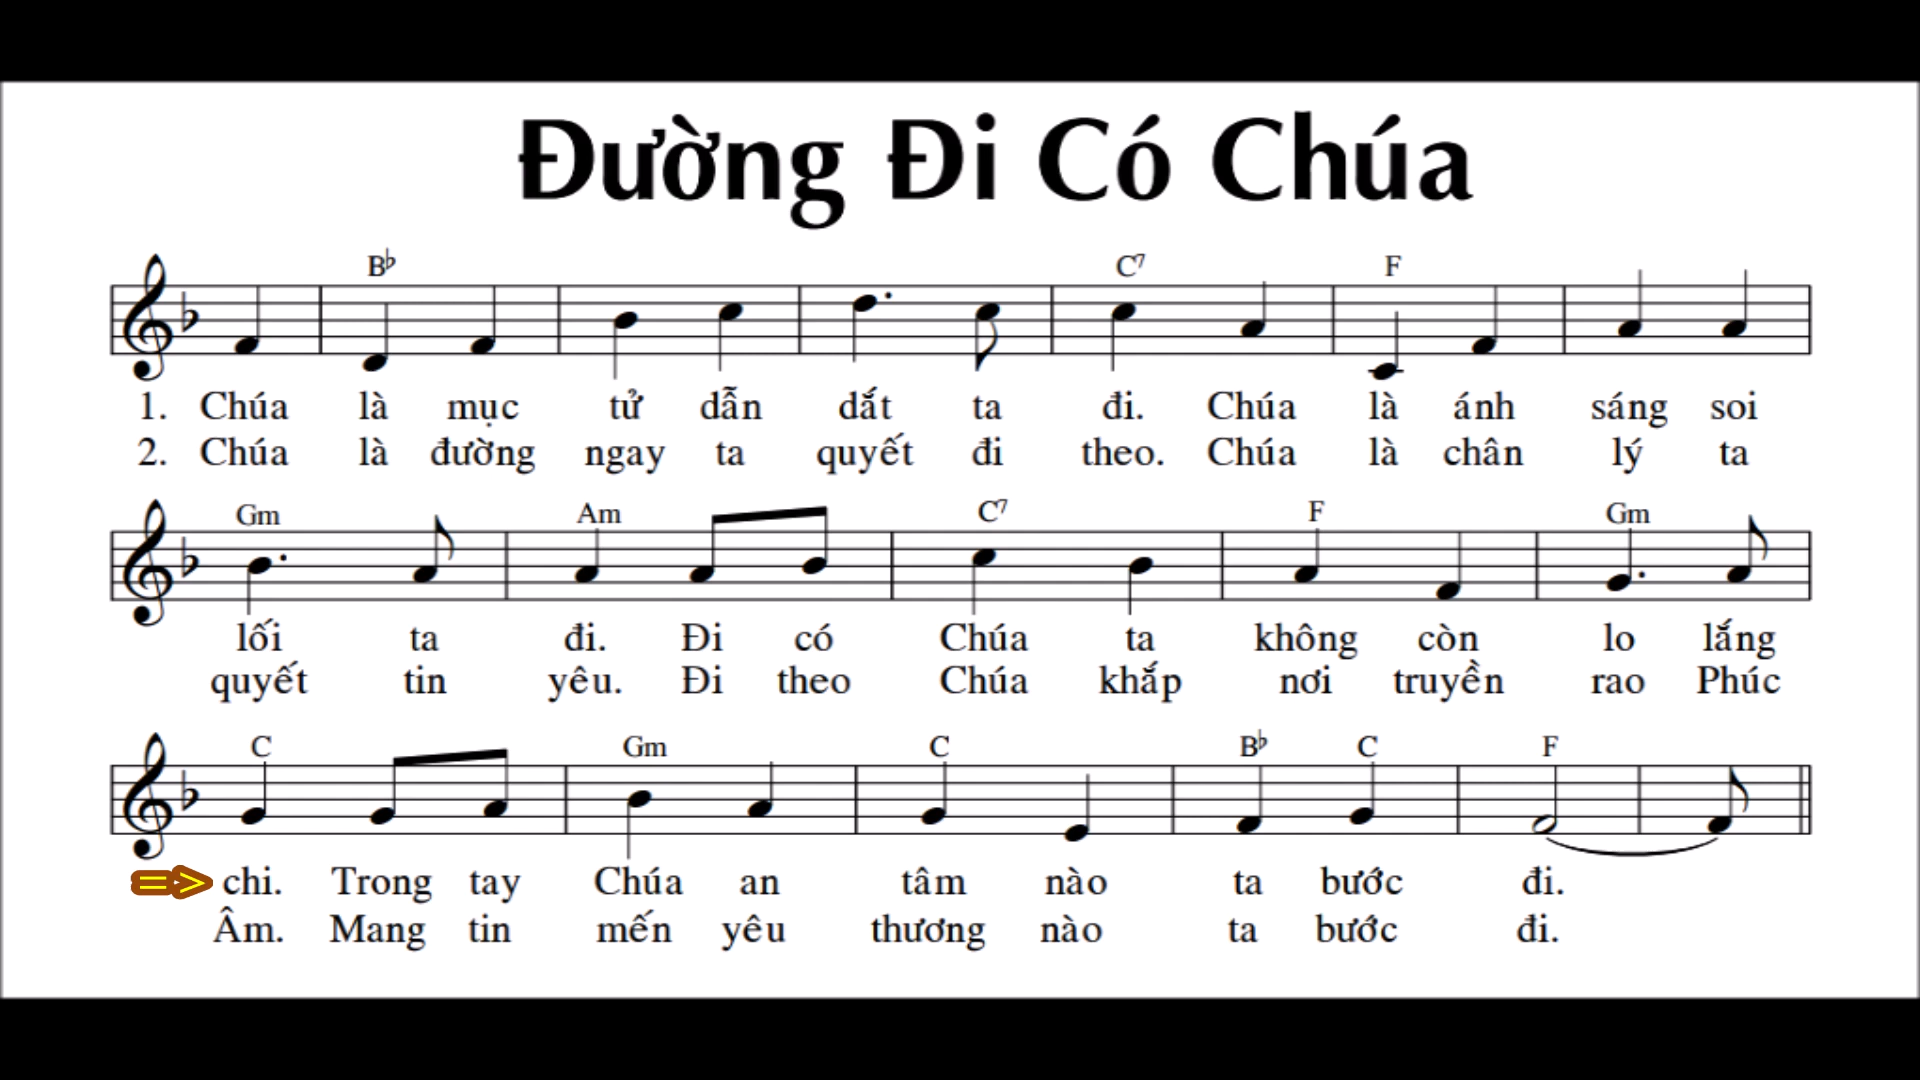 Đường Đi Có Chúa
B♭ C7 F
1. Chúa là mục tử dẫn dắt ta đi. Chúa là ánh sáng soi
2. Chúa là đường ngay ta quyết đi theo. Chúa là chân lý ta
Gm Am C7 F Gm
lối ta đi. Đi có Chúa ta không còn lo lắng
quyết tin yêu. Đi theo Chúa khắp nơi truyền rao Phúc
C Gm C B♭ C F
=> chi. Trong tay Chúa an tâm nào ta bước đi.
Âm. Mang tin mến yêu thương nào ta bước đi.